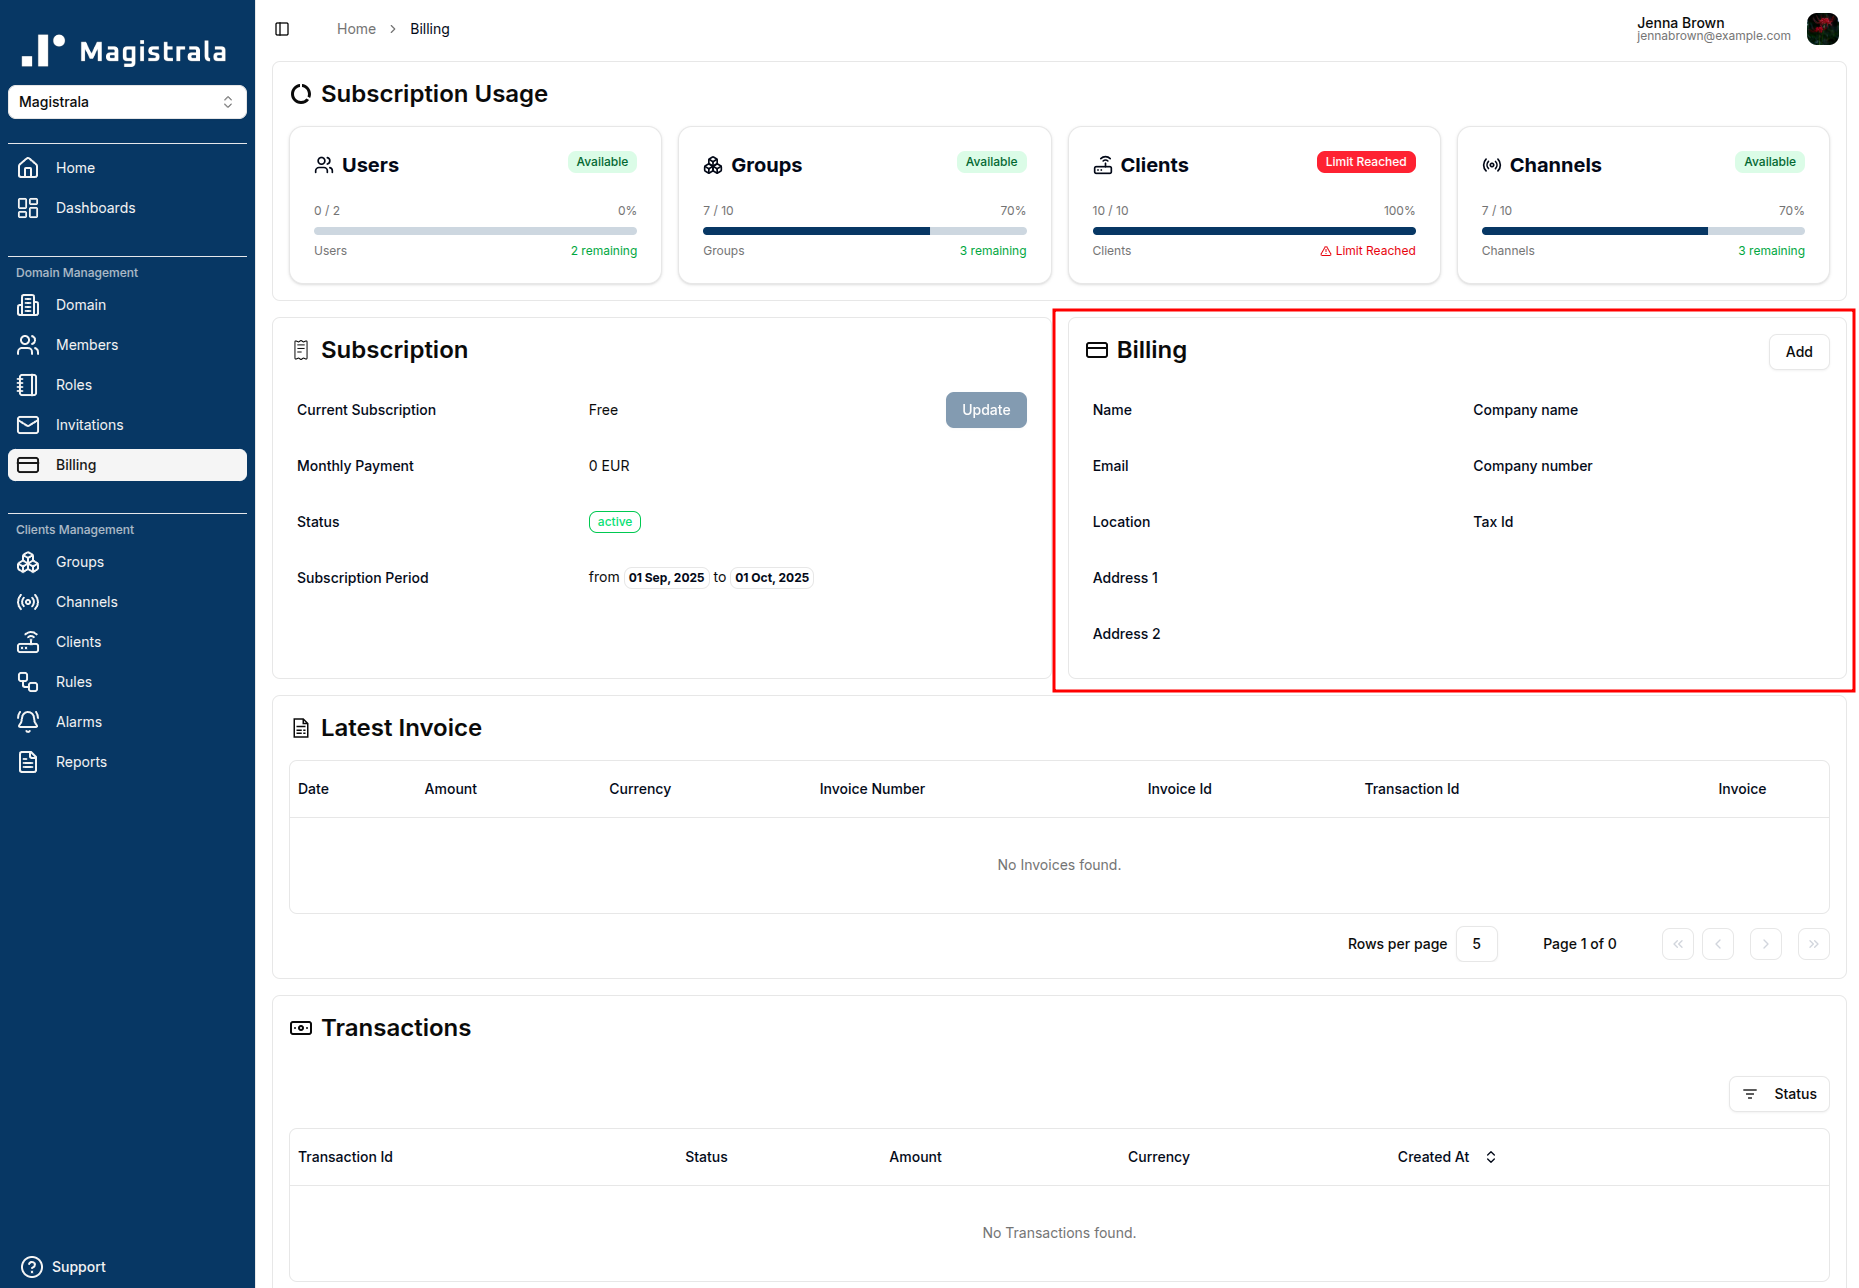 Magistrala
Magistrala
Home
Dashboards
Domain Management
Domain
Members
Roles
Invitations
Billing
Clients Management
Groups
Channels
Clients
Rules
Alarms
Reports
Support
Home > Billing
Jenna Brown
jennabrown@example.com
Subscription Usage
Users Available
0 / 2 0%
Users 2 remaining
Groups Available
7 / 10 70%
Groups 3 remaining
Clients Limit Reached
10 / 10 100%
Clients Limit Reached
Channels Available
7 / 10 70%
Channels 3 remaining
Subscription
Current Subscription Free Update
Monthly Payment 0 EUR
Status active
Subscription Period from 01 Sep, 2025 to 01 Oct, 2025
Billing Add
Name Company name
Email Company number
Location Tax Id
Address 1
Address 2
Latest Invoice
Date Amount Currency Invoice Number Invoice Id Transaction Id Invoice
No Invoices found.
Rows per page 5 Page 1 of 0
Transactions
Status
Transaction Id Status Amount Currency Created At
No Transactions found.